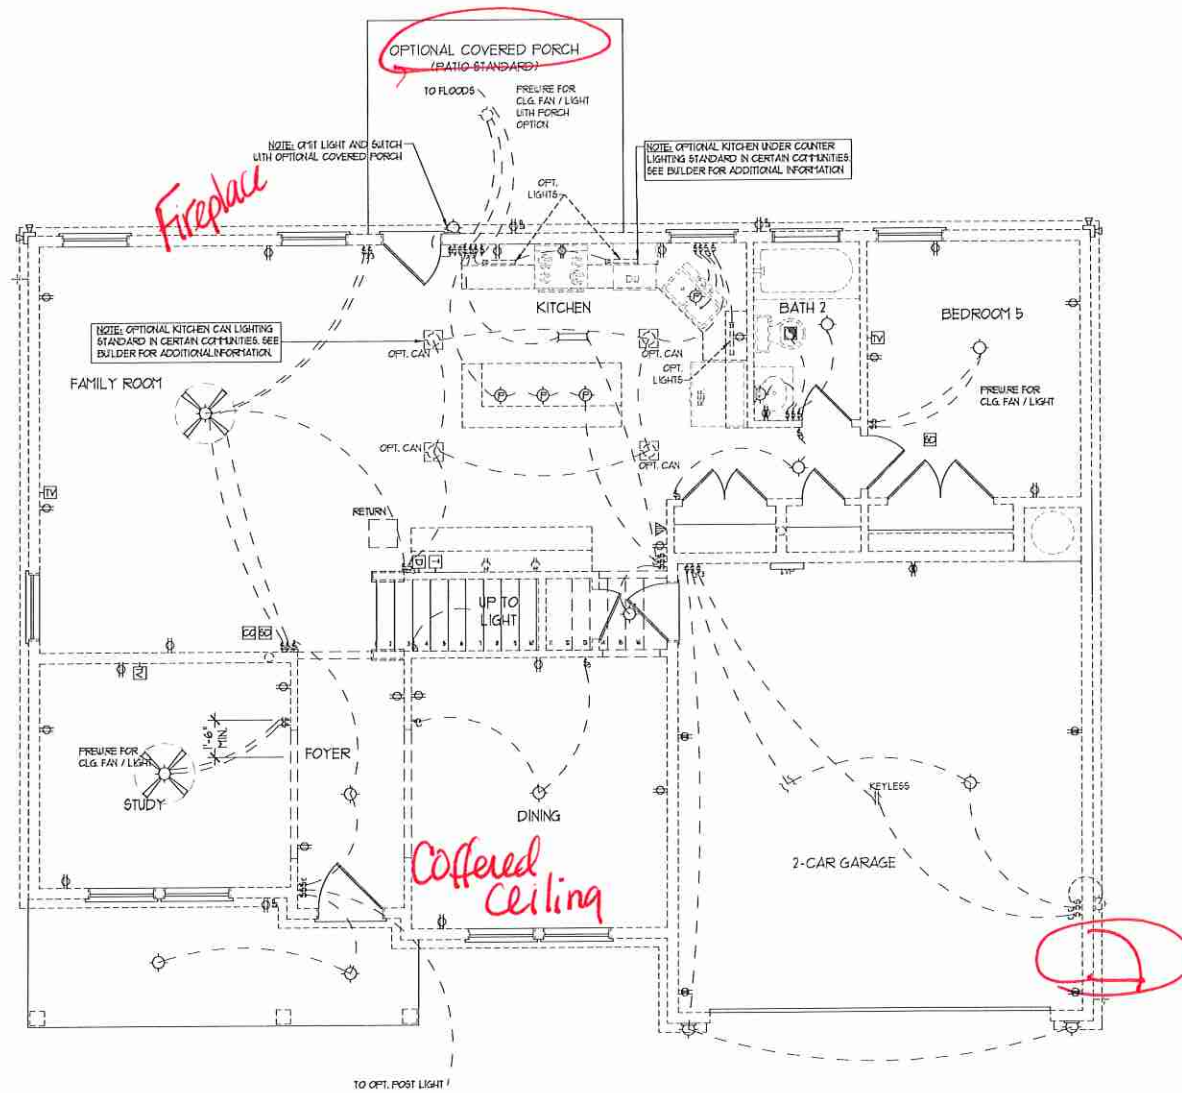 OPTIONAL COVERED PORCH
(PATIO STANDARD)
TO FLOODS
PREWIRE FOR
CLG. FAN / LIGHT
WITH PORCH
OPTION
NOTE: OMIT LIGHT AND SWITCH
WITH OPTIONAL COVERED PORCH
NOTE: OPTIONAL KITCHEN UNDER COUNTER
LIGHTING STANDARD IN CERTAIN COMMUNITIES.
SEE BUILDER FOR ADDITIONAL INFORMATION
Fireplace
OPT.
LIGHTS
KITCHEN
DW
BATH 2
BEDROOM 5
NOTE: OPTIONAL KITCHEN CAN LIGHTING
STANDARD IN CERTAIN COMMUNITIES. SEE
BUILDER FOR ADDITIONAL INFORMATION.
OPT. CAN
OPT. CAN
OPT.
LIGHTS
REF.
TV
FAMILY ROOM
PREWIRE FOR
CLG. FAN / LIGHT
P
P
P
P
OPT. CAN
OPT. CAN
SD
TV
RETURN
D
T
UP TO
LIGHT
CO
SD
TV
1'-6"
MIN.
PREWIRE FOR
CLG. FAN / LIGHT
STUDY
FOYER
DINING
KEYLESS
2-CAR GARAGE
Coffered
Ceiling
TO OPT. POST LIGHT